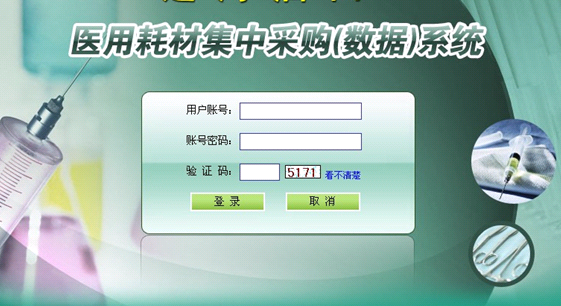 医用耗材集中采购(数据)系统
用户账号：
账号密码：
验 证 码： 5171 看不清楚
登 录 取 消